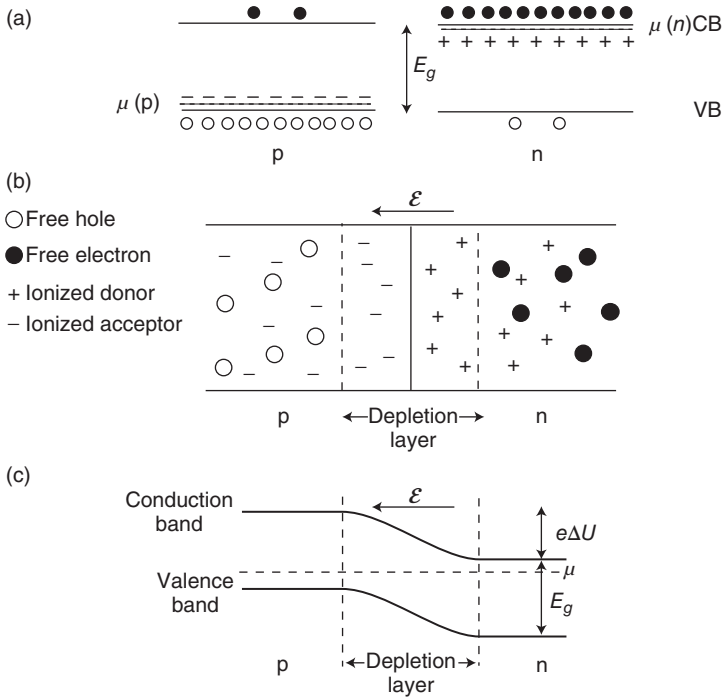 (a)
μ (n)CB
+ + + + + + + + +
E_g
− − − − − − − − −
μ (p)
VB
p
n
(b)
ℰ
Free hole
Free electron
+ Ionized donor
− Ionized acceptor
p
Depletion
layer
n
(c)
ℰ
Conduction
band
eΔU
μ
Valence
band
E_g
p
Depletion
layer
n